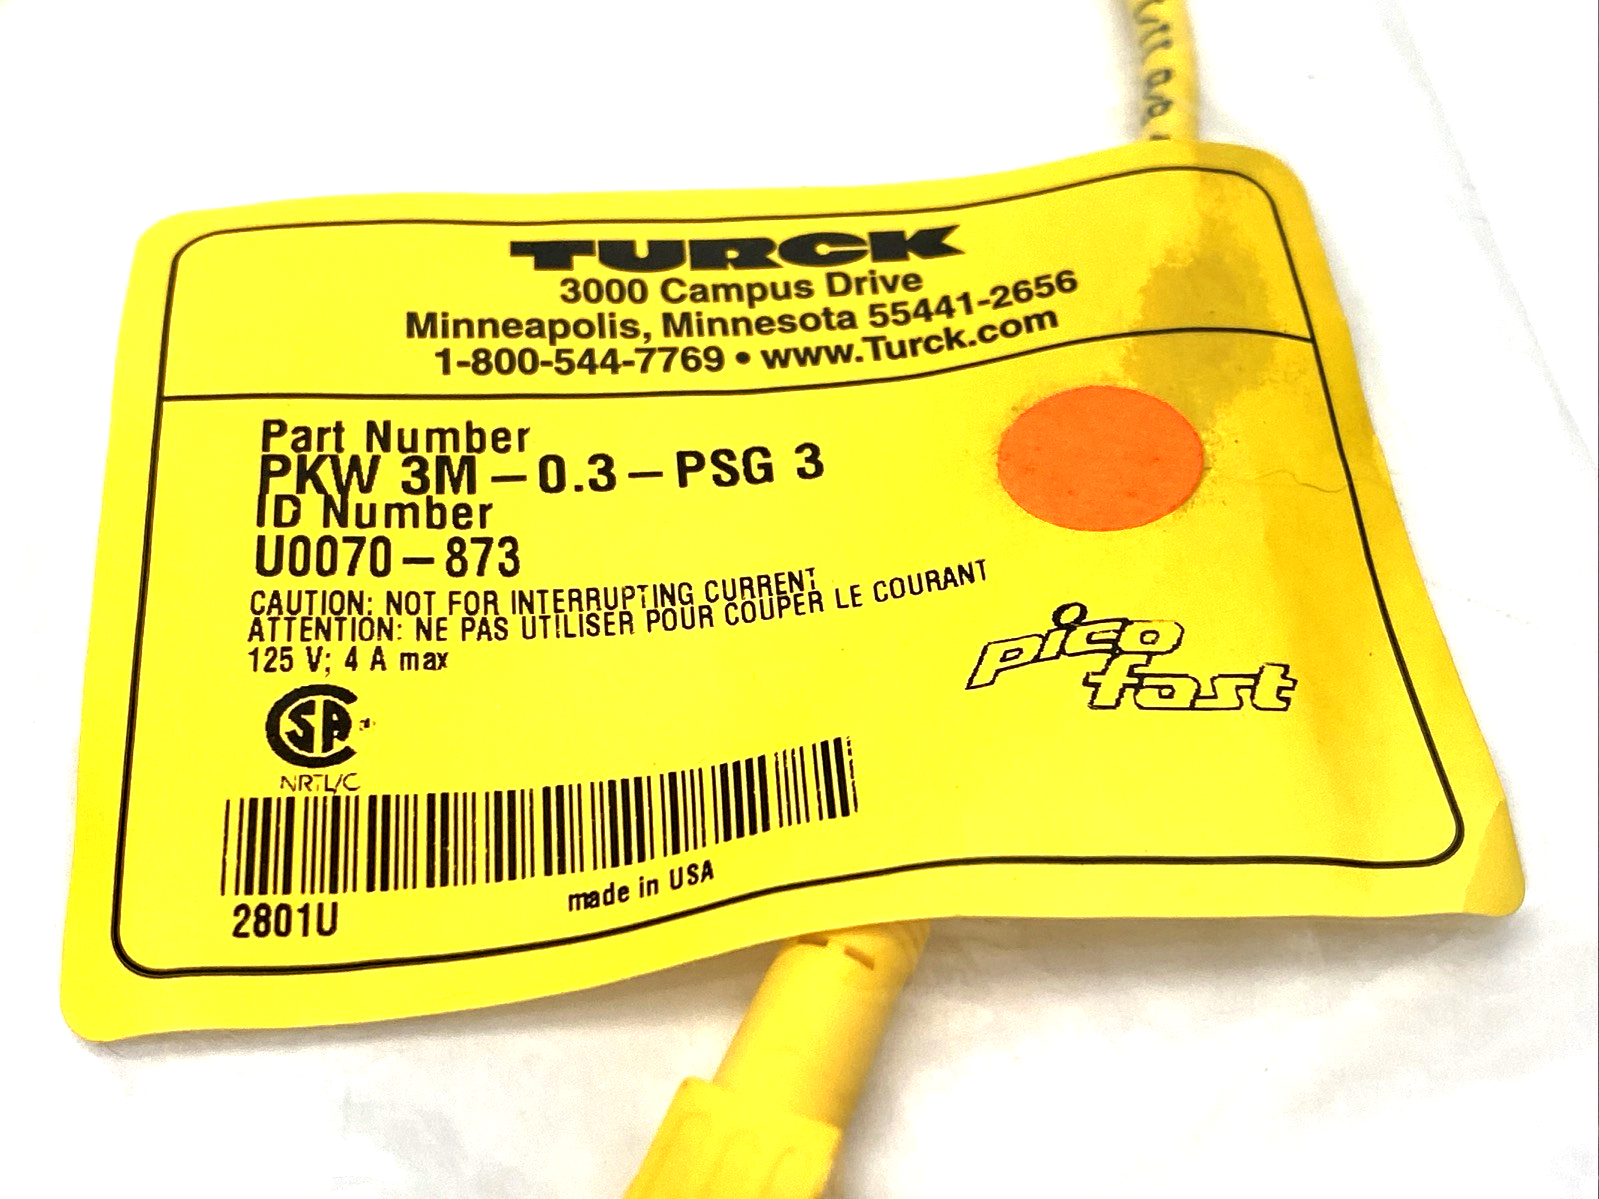 TURCK
3000 Campus Drive
Minneapolis, Minnesota 55441-2656
1-800-544-7769 • www.Turck.com
Part Number
PKW 3M-0.3-PSG 3
ID Number
U0070-873
CAUTION: NOT FOR INTERRUPTING CURRENT
ATTENTION: NE PAS UTILISER POUR COUPER LE COURANT
125 V; 4 A max
pico
fast
CSA
NRTL/C
2801U
made in USA